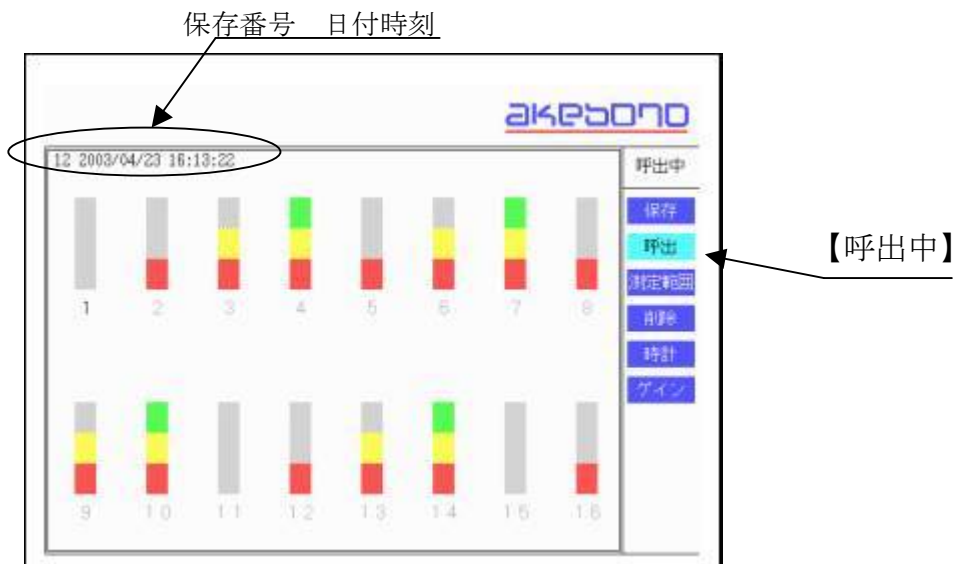 保存番号　日付時刻
akebono
12 2003/04/23 16:13:22
呼出中
保存
呼出
【呼出中】
測定範囲
削除
時計
ゲイン
1 2 3 4 5 6 7 8
9 10 11 12 13 14 15 16